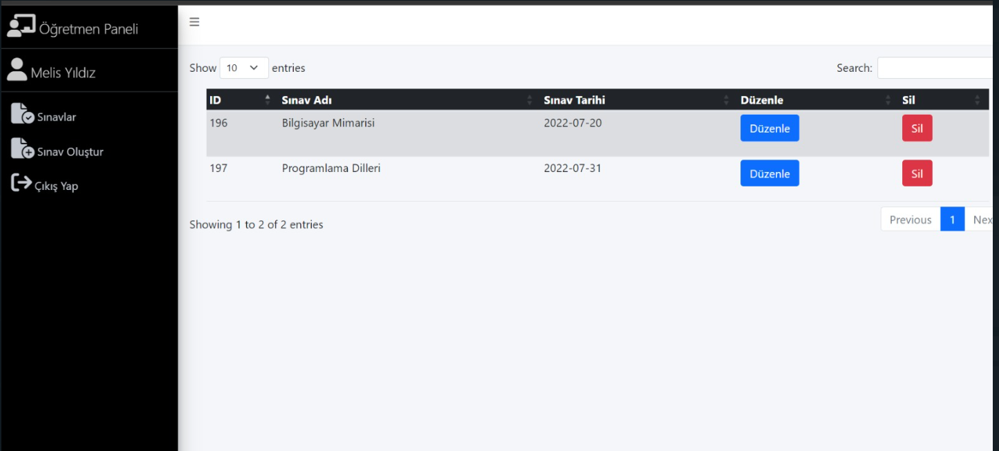 Öğretmen Paneli
Melis Yıldız
Sınavlar
Sınav Oluştur
Çıkış Yap
Show 10 entries
Search:
ID Sınav Adı Sınav Tarihi Düzenle Sil
196 Bilgisayar Mimarisi 2022-07-20 Düzenle Sil
197 Programlama Dilleri 2022-07-31 Düzenle Sil
Showing 1 to 2 of 2 entries
Previous 1 Nex